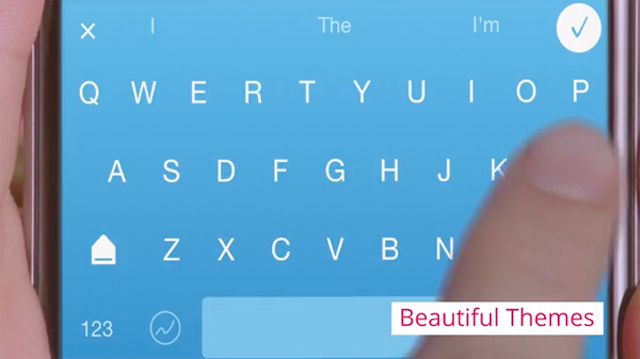 I The I'm
Q W E R T Y U I O P
A S D F G H J K
Z X C V B N
123
Beautiful Themes